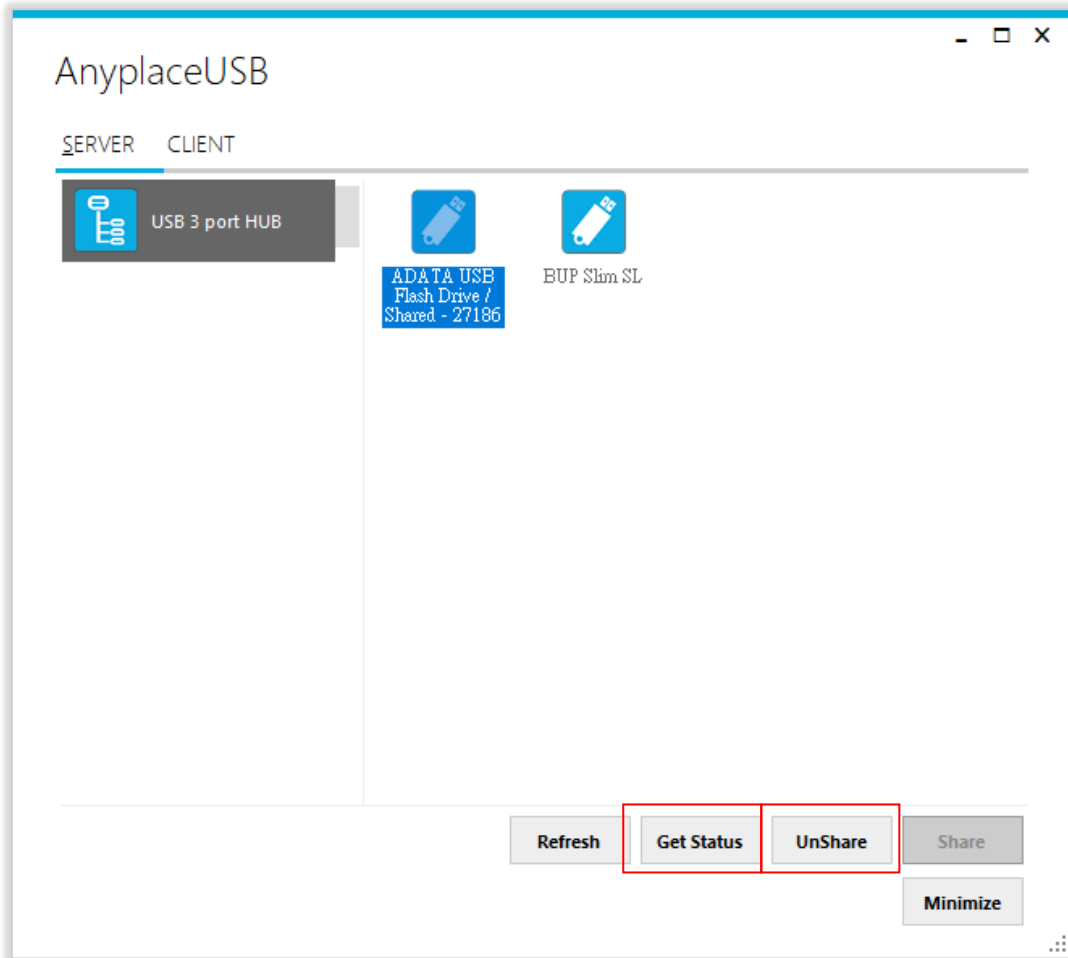 AnyplaceUSB
SERVER CLIENT
USB 3 port HUB
ADATA USB
Flash Drive /
Shared - 27186
BUP Slim SL
Refresh Get Status UnShare Share
Minimize